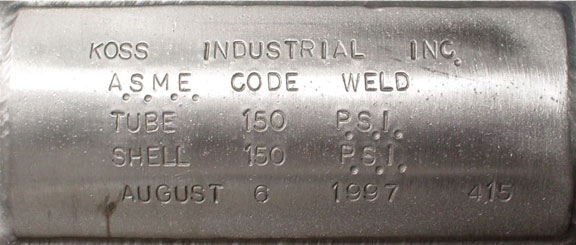 KOSS INDUSTRIAL INC.
A.S.M.E. CODE WELD
TUBE 150 P.S.I.
SHELL 150 P.S.I.
AUGUST 6 1997 415